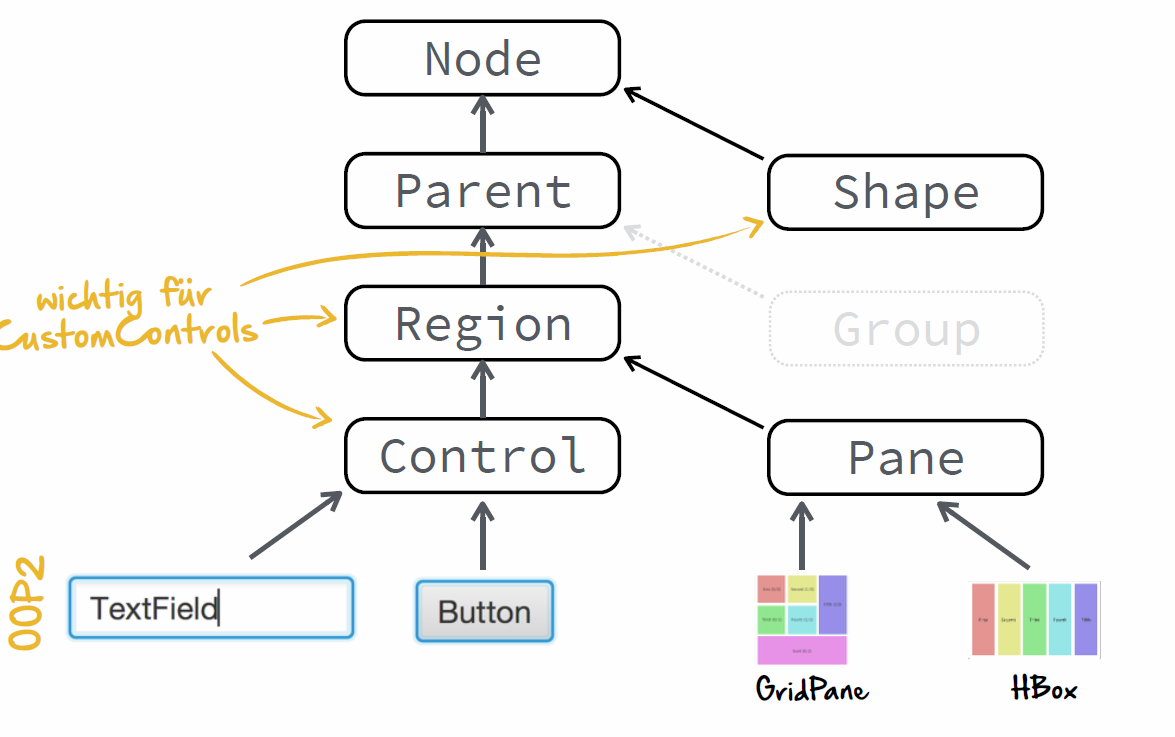 Node
Parent
Shape
wichtig für
CustomControls
Region
Group
Control
Pane
OOP2
TextField
Button
GridPane
HBox